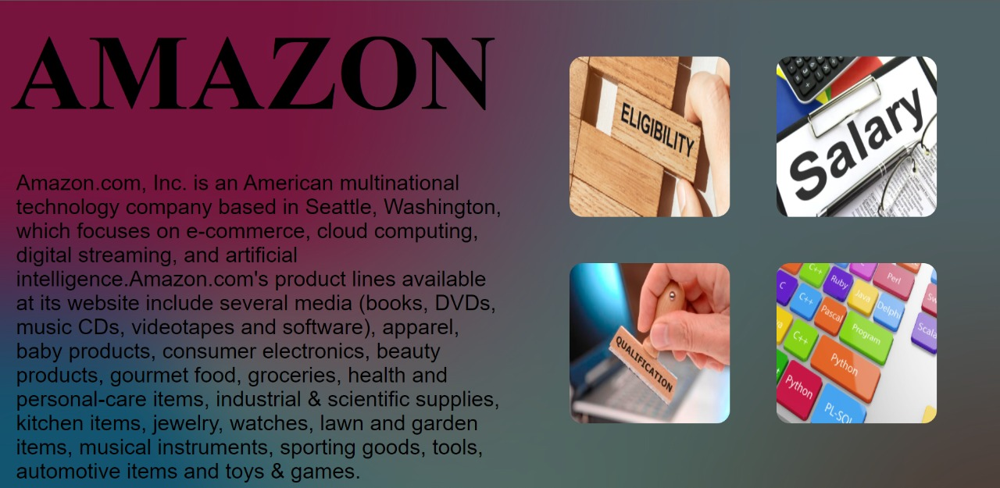 AMAZON
Amazon.com, Inc. is an American multinational
technology company based in Seattle, Washington,
which focuses on e-commerce, cloud computing,
digital streaming, and artificial
intelligence.Amazon.com's product lines available
at its website include several media (books, DVDs,
music CDs, videotapes and software), apparel,
baby products, consumer electronics, beauty
products, gourmet food, groceries, health and
personal-care items, industrial & scientific supplies,
kitchen items, jewelry, watches, lawn and garden
items, musical instruments, sporting goods, tools,
automotive items and toys & games.
ELIGIBILITY
Salary
QUALIFICATION
C++
Ruby
Perl
C
C++
Java
Delphi
Pascal
C++
Program
Scala
Python
Python
PL-SQL